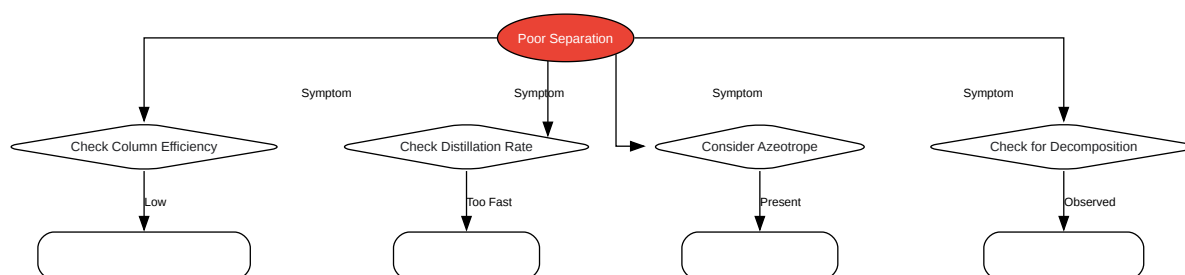 Poor Separation
Symptom
Symptom
Symptom
Symptom
Check Column Efficiency
Check Distillation Rate
Consider Azeotrope
Check for Decomposition
Low
Too Fast
Present
Observed